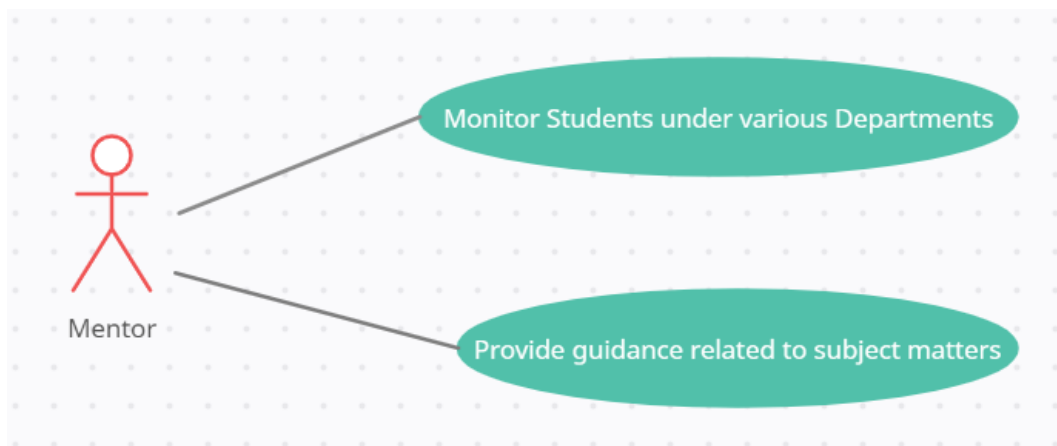 Monitor Students under various Departments
Mentor
Provide guidance related to subject matters